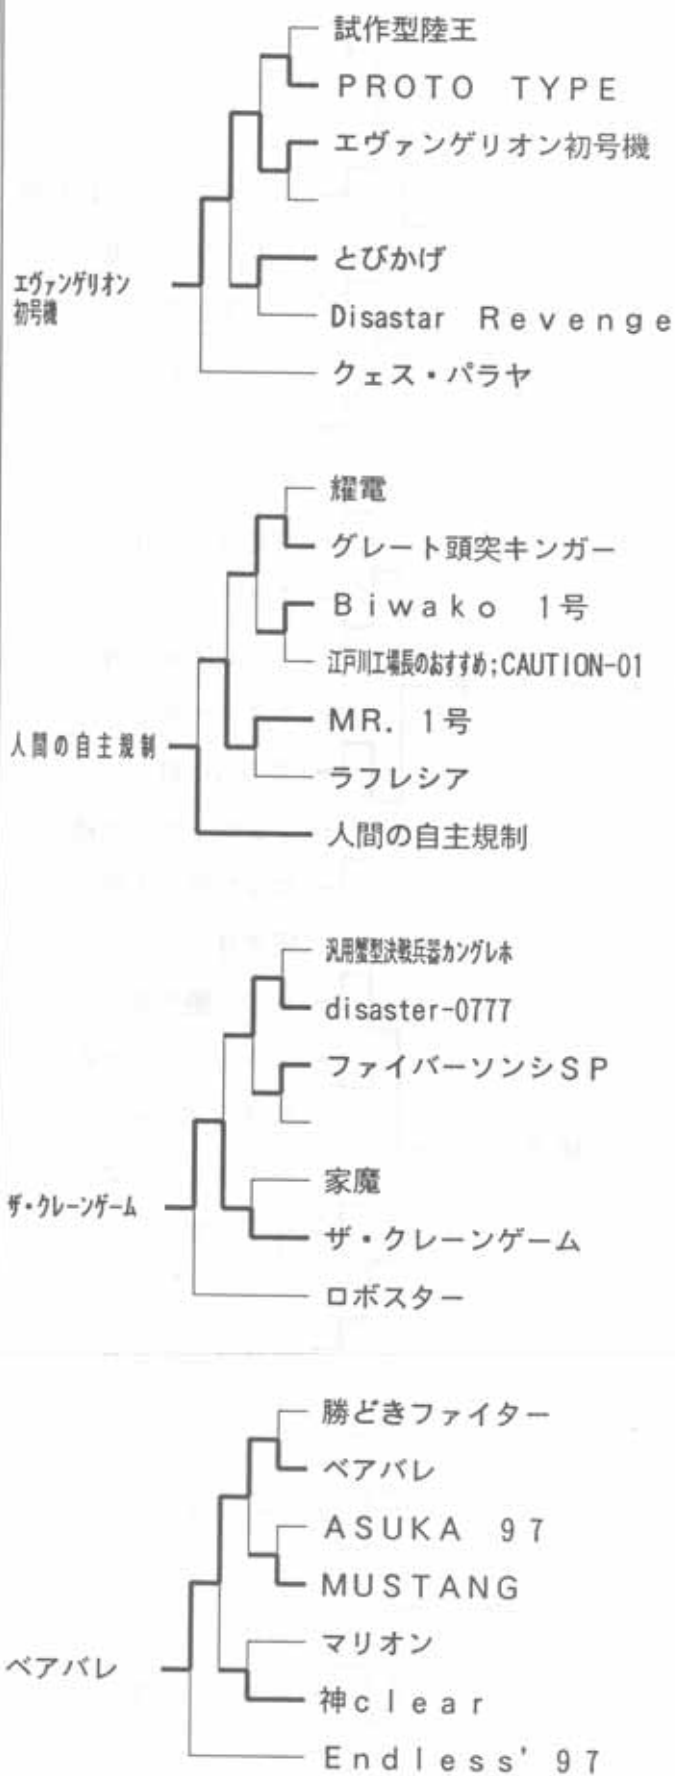 試作型陸王
PROTO TYPE
エヴァンゲリオン初号機
とびかげ
エヴァンゲリオン
初号機
Disastar Revenge
クェス・パラヤ
耀電
グレート頭突キンガー
Biwako 1号
江戸川工場長のおすすめ;CAUTION-01
MR. 1号
人間の自主規制
ラフレシア
人間の自主規制
汎用蟹型決戦兵器カングレホ
disaster-0777
ファイバーソンシSP
家魔
ザ・クレーンゲーム
ザ・クレーンゲーム
ロボスター
勝どきファイター
ベアバレ
ASUKA 97
MUSTANG
マリオン
ベアバレ
神clear
Endless' 97